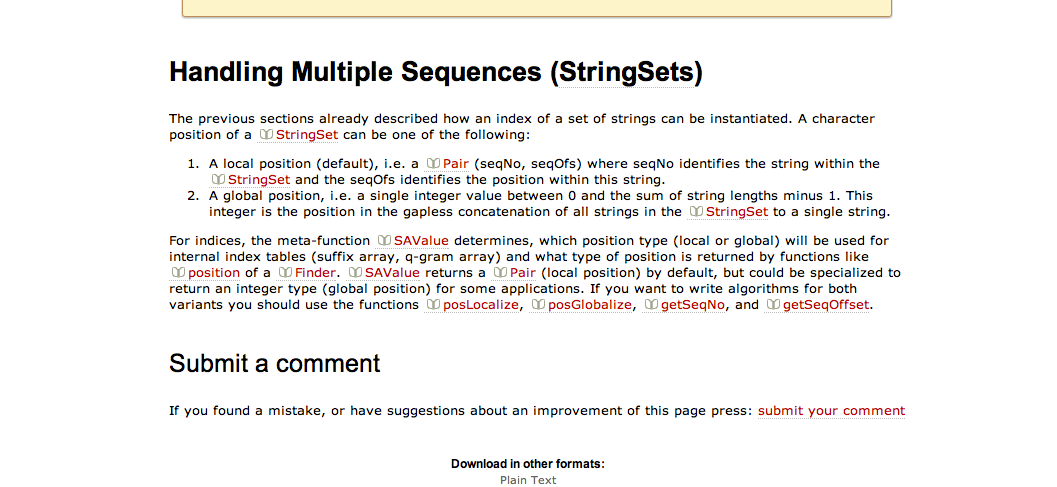 Handling Multiple Sequences (StringSets)
The previous sections already described how an index of a set of strings can be instantiated. A character
position of a StringSet can be one of the following:
1. A local position (default), i.e. a Pair (seqNo, seqOfs) where seqNo identifies the string within the
StringSet and the seqOfs identifies the position within this string.
2. A global position, i.e. a single integer value between 0 and the sum of string lengths minus 1. This
integer is the position in the gapless concatenation of all strings in the StringSet to a single string.
For indices, the meta-function SAValue determines, which position type (local or global) will be used for
internal index tables (suffix array, q-gram array) and what type of position is returned by functions like
position of a Finder. SAValue returns a Pair (local position) by default, but could be specialized to
return an integer type (global position) for some applications. If you want to write algorithms for both
variants you should use the functions posLocalize, posGlobalize, getSeqNo, and getSeqOffset.
Submit a comment
If you found a mistake, or have suggestions about an improvement of this page press: submit your comment
Download in other formats:
Plain Text